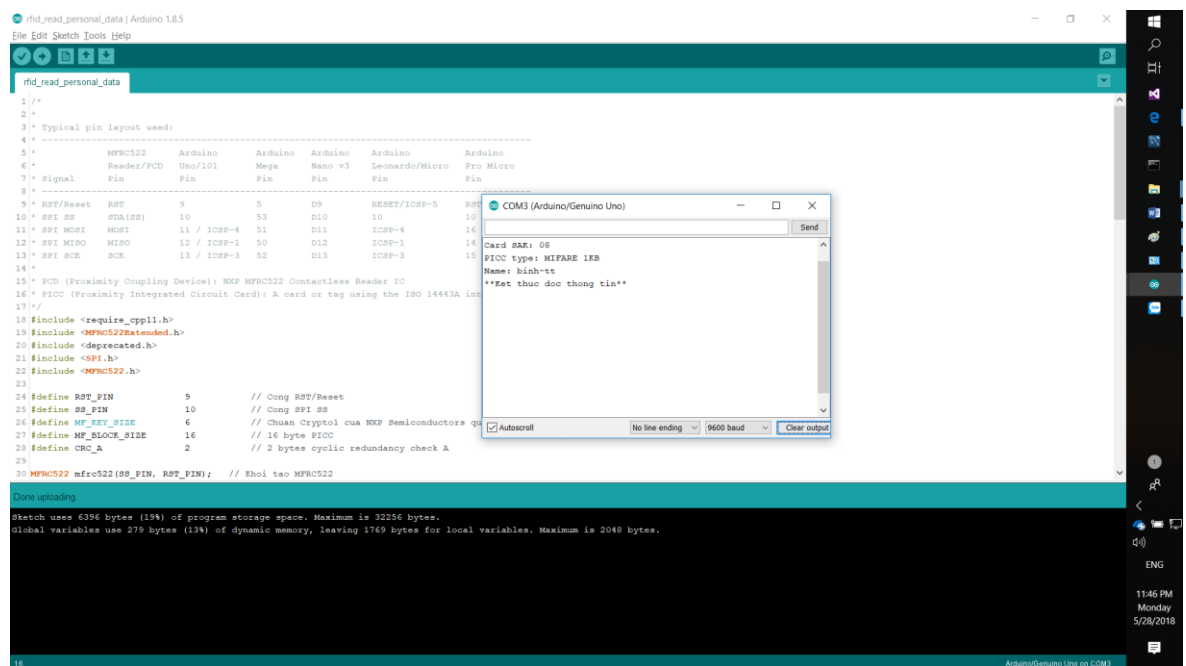 rfid_read_personal_data | Arduino 1.8.5
File Edit Sketch Tools Help
rfid_read_personal_data
1 /*
2 *
3 * Typical pin layout used:
4 * -----------------------------------------------------------------------------------------
5 * MFRC522 Arduino Arduino Arduino Arduino Arduino
6 * Reader/PCD Uno/101 Mega Nano v3 Leonardo/Micro Pro Micro
7 * Signal Pin Pin Pin Pin Pin Pin
8 * -----------------------------------------------------------------------------------------
9 * RST/Reset RST 9 5 D9 RESET/ICSP-5 RST
10 * SPI SS SDA(SS) 10 53 D10 10 10
11 * SPI MOSI MOSI 11 / ICSP-4 51 D11 ICSP-4 16
12 * SPI MISO MISO 12 / ICSP-1 50 D12 ICSP-1 14
13 * SPI SCK SCK 13 / ICSP-3 52 D13 ICSP-3 15
14 *
15 * PCD (Proximity Coupling Device): NXP MFRC522 Contactless Reader IC
16 * PICC (Proximity Integrated Circuit Card): A card or tag using the ISO 14443A int
17 */
18 #include <require_cpp11.h>
19 #include <MFRC522Extended.h>
20 #include <deprecated.h>
21 #include <SPI.h>
22 #include <MFRC522.h>
23
24 #define RST_PIN 9 // Cong RST/Reset
25 #define SS_PIN 10 // Cong SPI SS
26 #define MF_KEY_SIZE 6 // Chuan Crypto1 cua NXP Semiconductors qu
27 #define MF_BLOCK_SIZE 16 // 16 byte PICC
28 #define CRC_A 2 // 2 bytes cyclic redundancy check A
29
30 MFRC522 mfrc522(SS_PIN, RST_PIN); // Khoi tao MFRC522
COM3 (Arduino/Genuino Uno)
Send
Card SAK: 08
PICC type: MIFARE 1KB
Name: binh-tt
**Ket thuc doc thong tin**
Autoscroll No line ending 9600 baud Clear output
Done uploading.
Sketch uses 6396 bytes (19%) of program storage space. Maximum is 32256 bytes.
Global variables use 279 bytes (13%) of dynamic memory, leaving 1769 bytes for local variables. Maximum is 2048 bytes.
16 Arduino/Genuino Uno on COM3
1
ENG
11:46 PM
Monday
5/28/2018